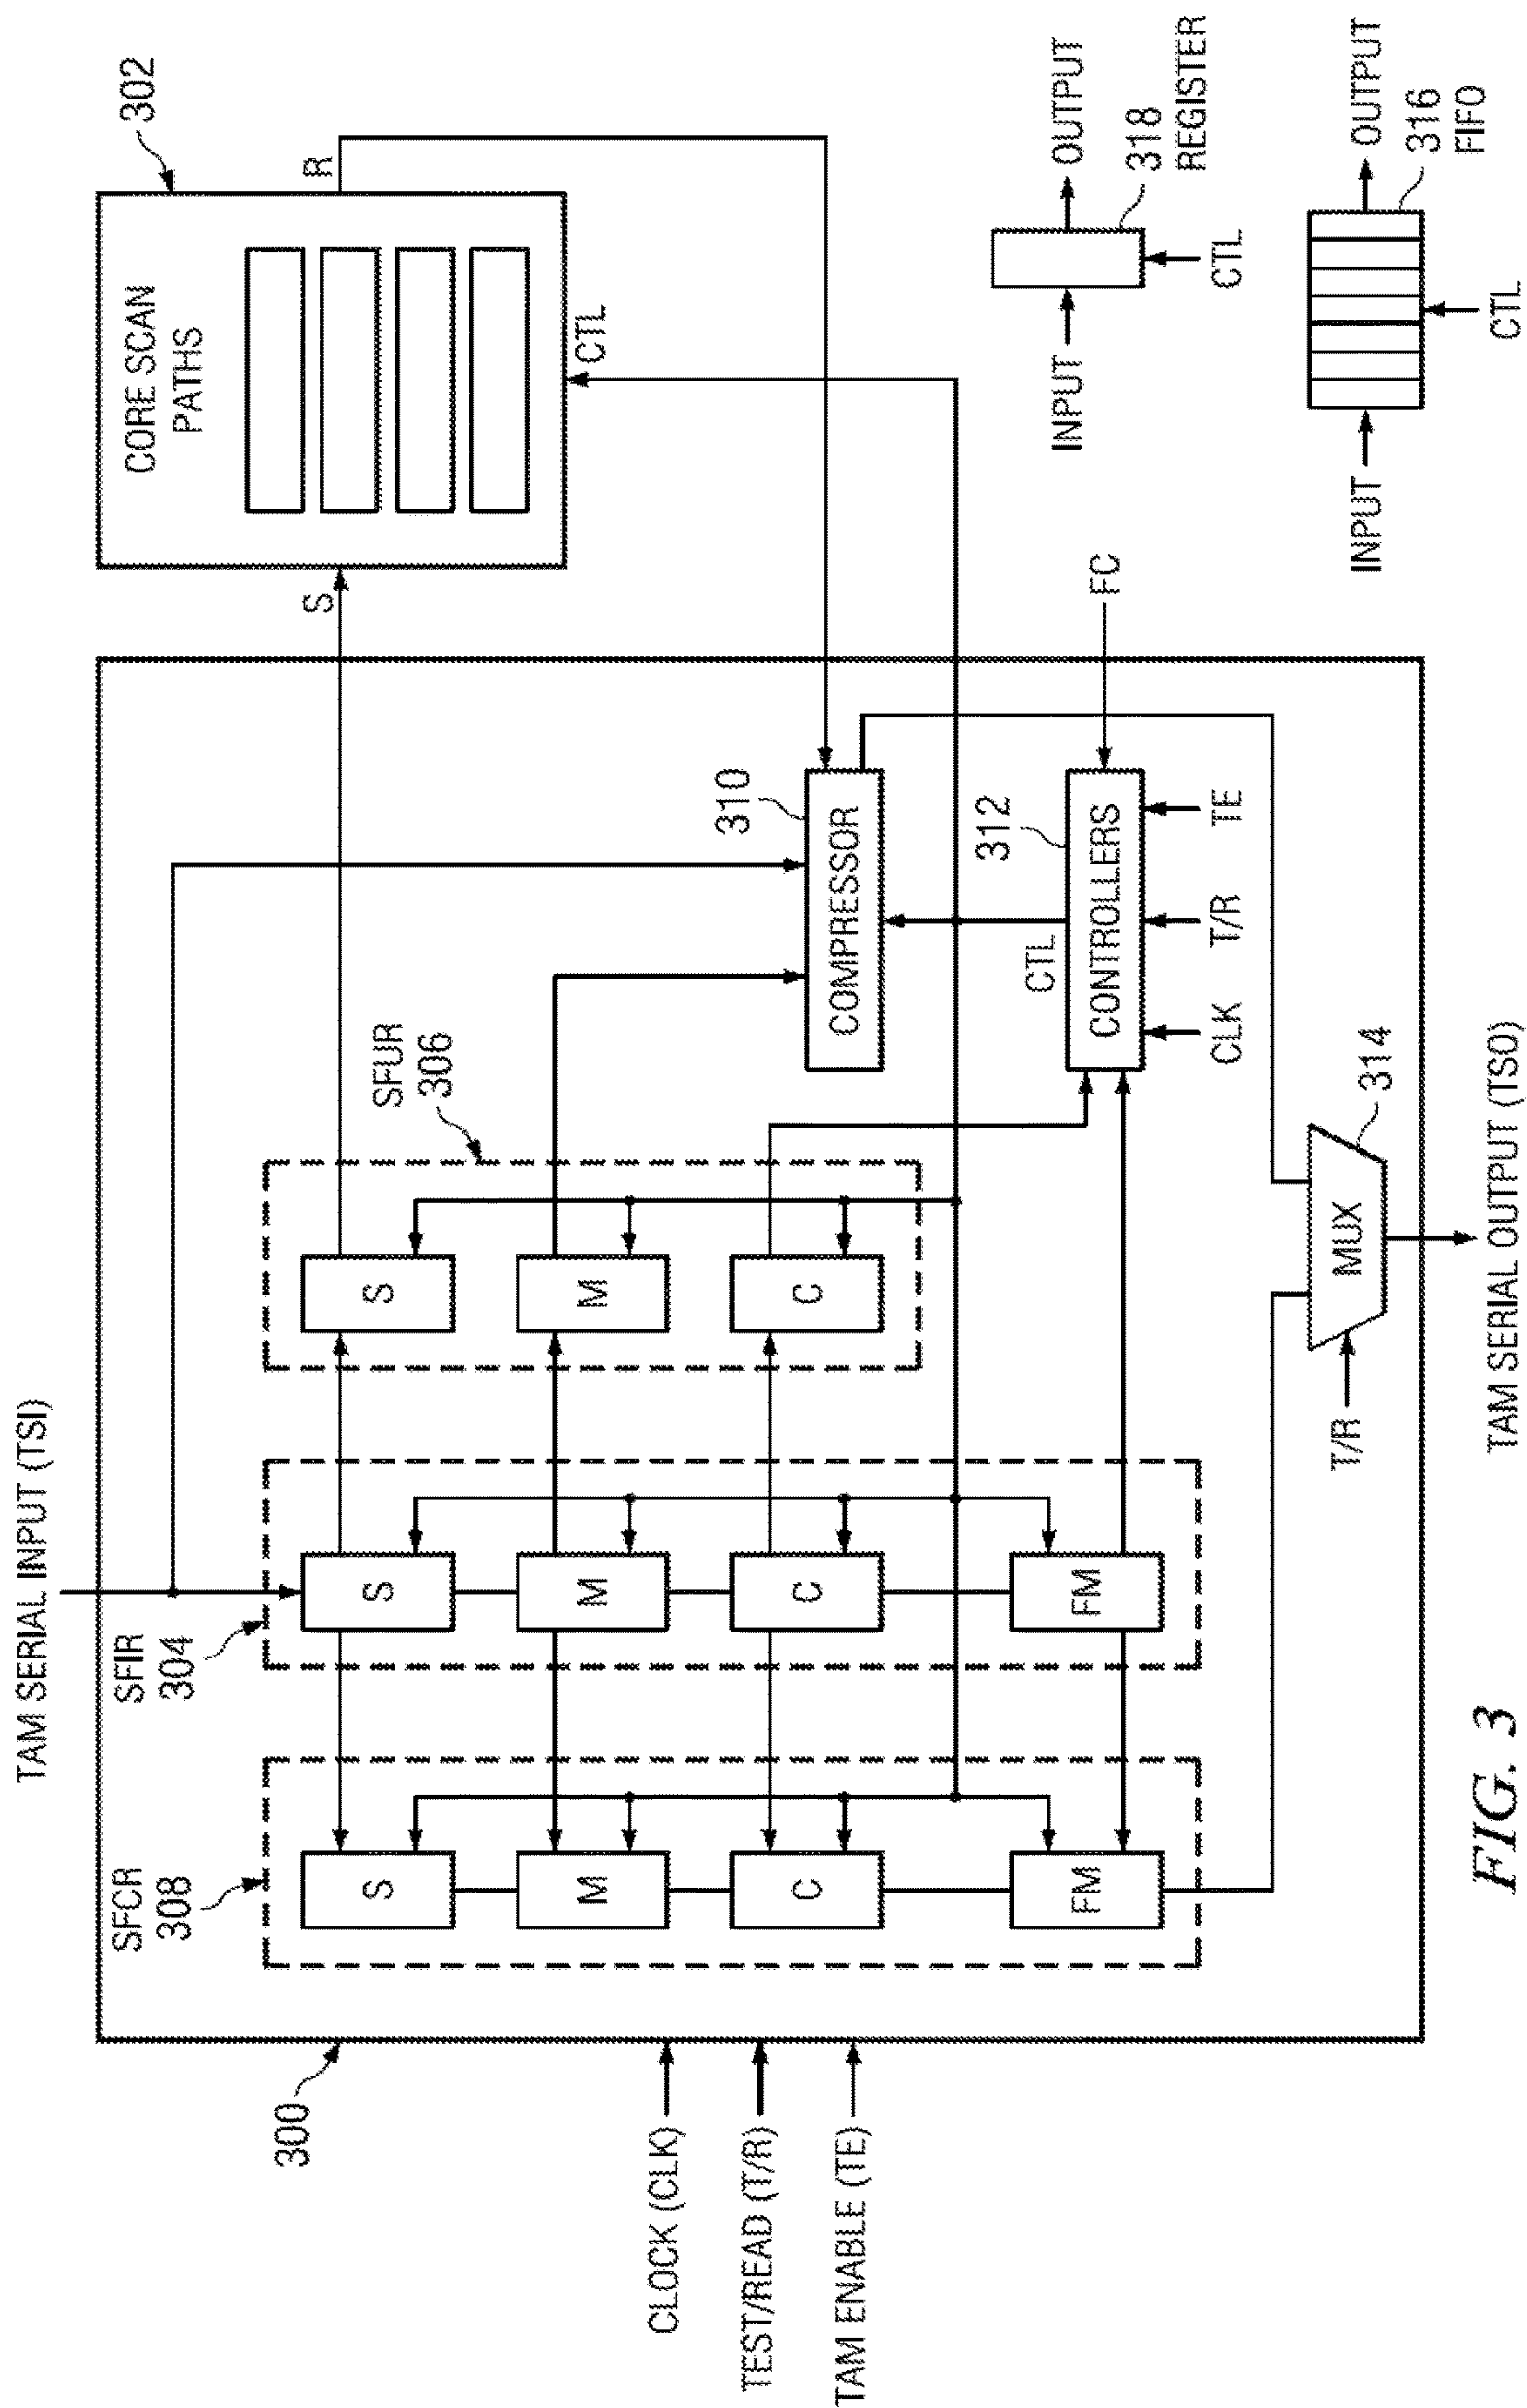 TAM SERIAL INPUT (TSI)
300
CLOCK (CLK)
TEST/READ (T/R)
TAM ENABLE (TE)
SFCR
308
S
M
C
FM
SFIR
304
S
M
C
FM
SFUR
306
S
M
C
COMPRESSOR
310
CTL
CONTROLLERS
312
CLK
T/R
TE
FC
T/R
MUX
314
TAM SERIAL OUTPUT (TSO)
S
CORE SCAN
PATHS
302
R
CTL
INPUT
OUTPUT
318
REGISTER
CTL
INPUT
OUTPUT
316
FIFO
CTL
FIG. 3